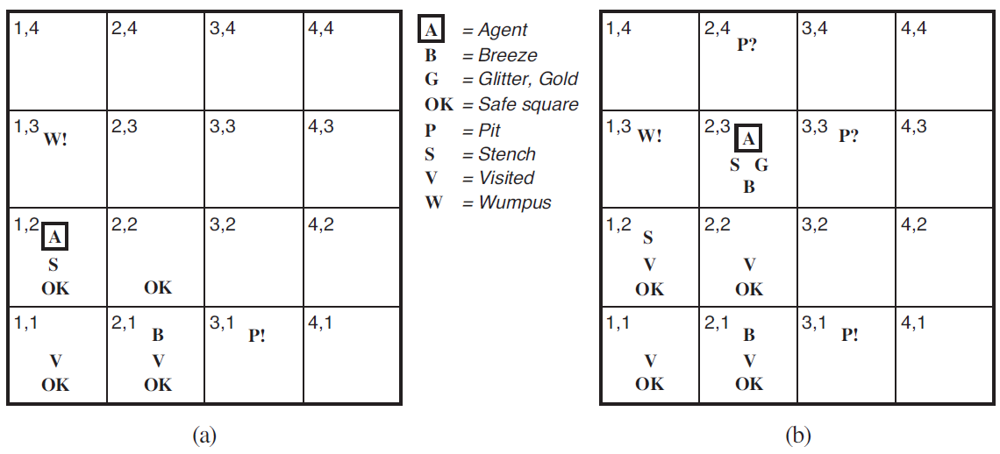 1,4 2,4 3,4 4,4
1,3 W! 2,3 3,3 4,3
1,2 A 2,2 3,2 4,2
S
OK OK
1,1 2,1 B 3,1 P! 4,1
V V
OK OK
(a)
A = Agent
B = Breeze
G = Glitter, Gold
OK = Safe square
P = Pit
S = Stench
V = Visited
W = Wumpus
1,4 2,4 P? 3,4 4,4
1,3 W! 2,3 A 3,3 P? 4,3
S G
B
1,2 S 2,2 3,2 4,2
V V
OK OK
1,1 2,1 B 3,1 P! 4,1
V V
OK OK
(b)